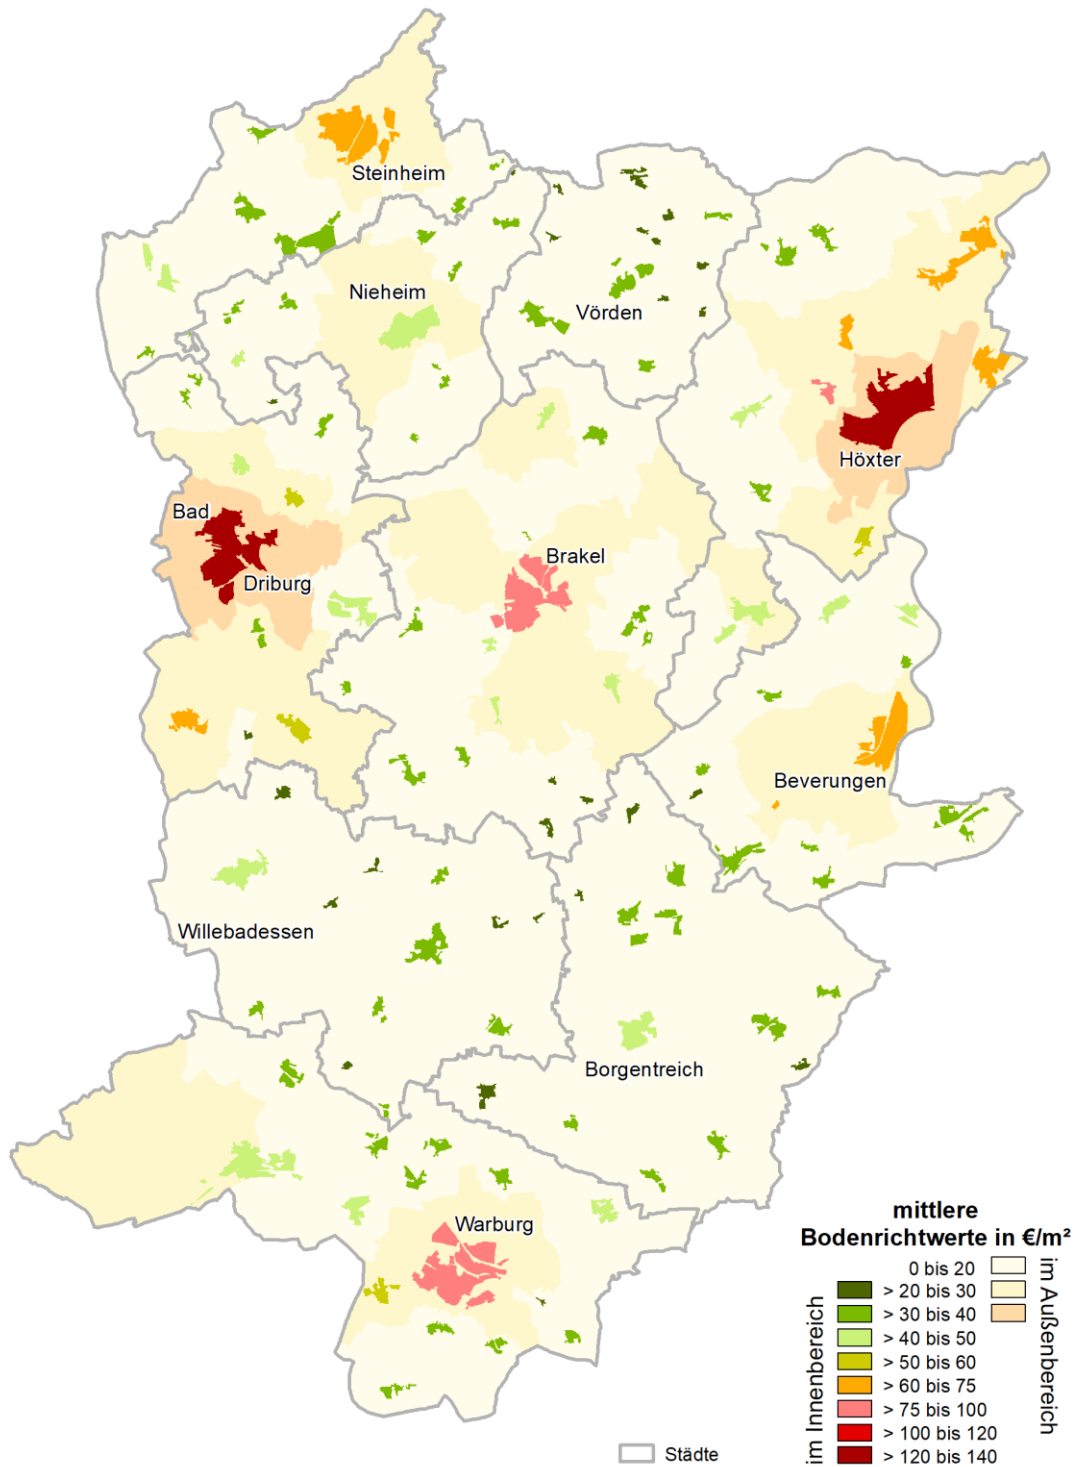 Steinheim
Nieheim
Vörden
Höxter
Bad
Driburg
Brakel
Beverungen
Willebadessen
Borgentreich
Warburg
mittlere
Bodenrichtwerte in €/m²
0 bis 20
> 20 bis 30
> 30 bis 40
> 40 bis 50
> 50 bis 60
> 60 bis 75
> 75 bis 100
> 100 bis 120
> 120 bis 140
im Innenbereich
im Außenbereich
Städte